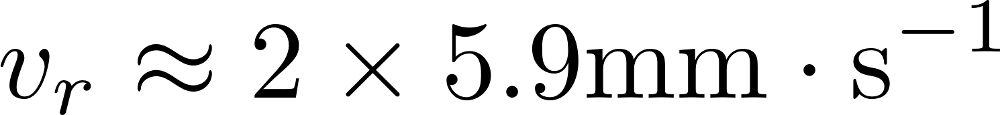 v_r ≈ 2 × 5.9mm · s⁻¹